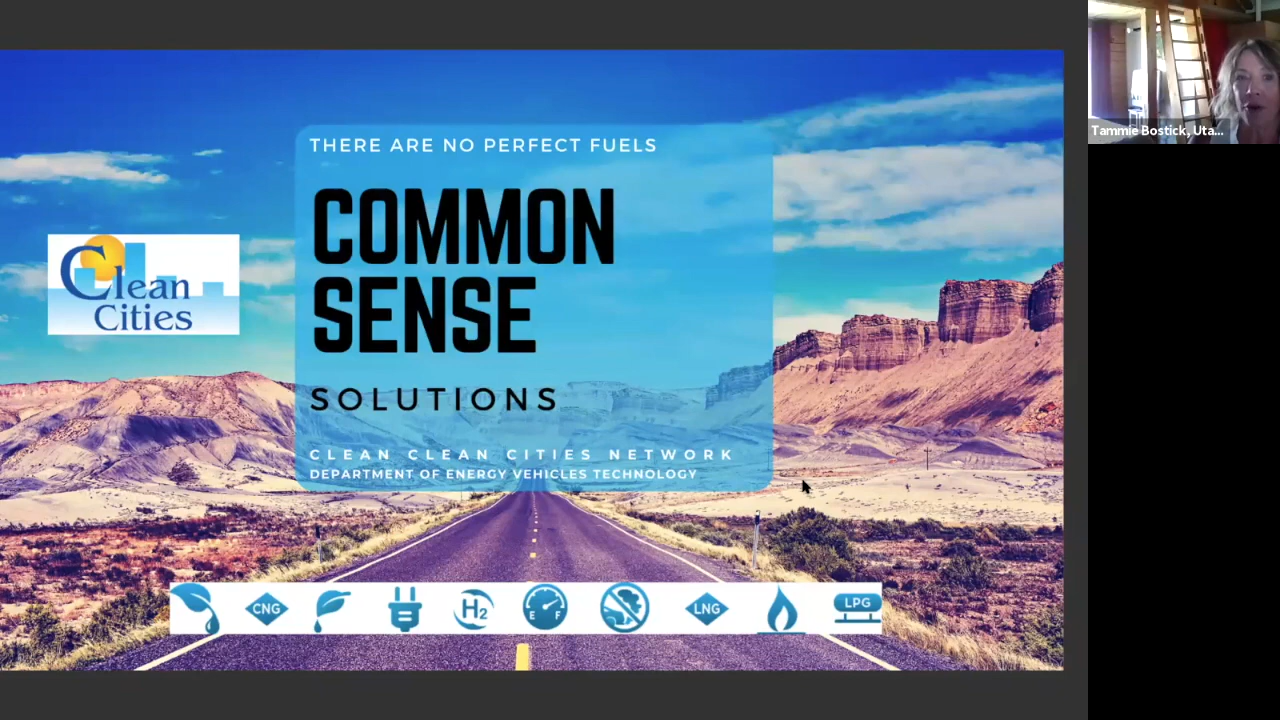 THERE ARE NO PERFECT FUELS
COMMON
SENSE
SOLUTIONS
CLEAN CLEAN CITIES NETWORK
DEPARTMENT OF ENERGY VEHICLES TECHNOLOGY
Clean
Cities
CNG
H2
E F
LNG
LPG
Tammie Bostick, Uta...